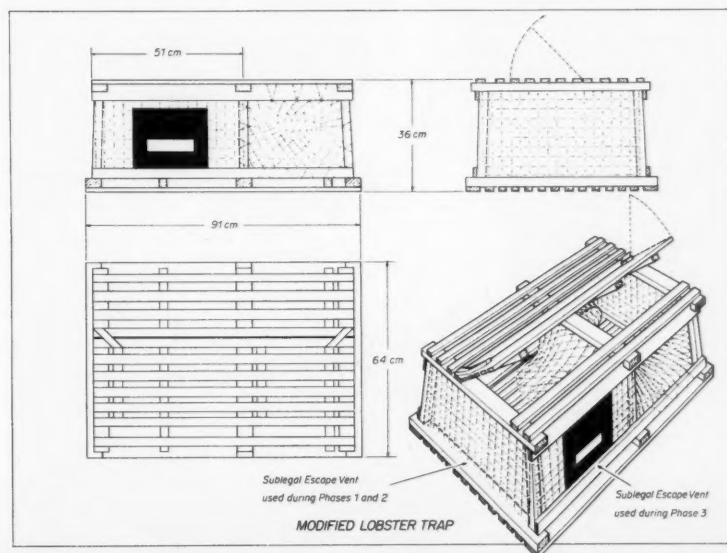 51 cm
36 cm
91 cm
64 cm
Sublegal Escape Vent
used during Phases 1 and 2
Sublegal Escape Vent
used during Phase 3
MODIFIED LOBSTER TRAP